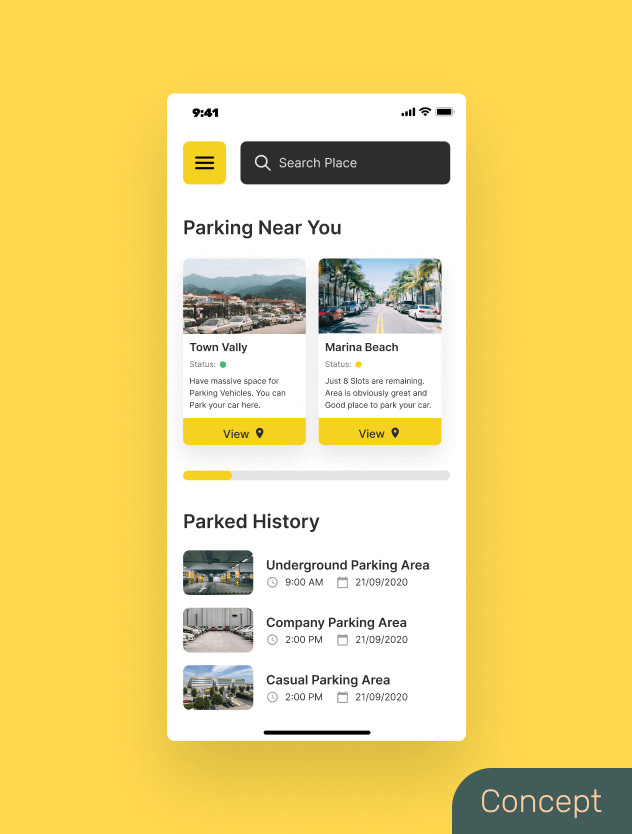 9:41
Search Place
Parking Near You
Town Vally
Status:
Have massive space for
Parking Vehicles. You can
Park your car here.
View
Marina Beach
Status:
Just 8 Slots are remaining.
Area is obviously great and
Good place to park your car.
View
Parked History
Underground Parking Area
9:00 AM 21/09/2020
Company Parking Area
2:00 PM 21/09/2020
Casual Parking Area
2:00 PM 21/09/2020
Concept